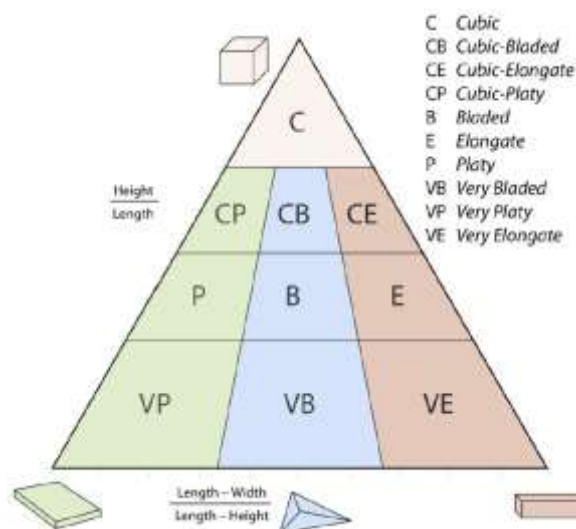 C Cubic
CB Cubic-Bladed
CE Cubic-Elongate
CP Cubic-Platy
B Bladed
E Elongate
P Platy
VB Very Bladed
VP Very Platy
VE Very Elongate
C
Height
Length
CP CB CE
P B E
VP VB VE
Length – Width
Length – Height